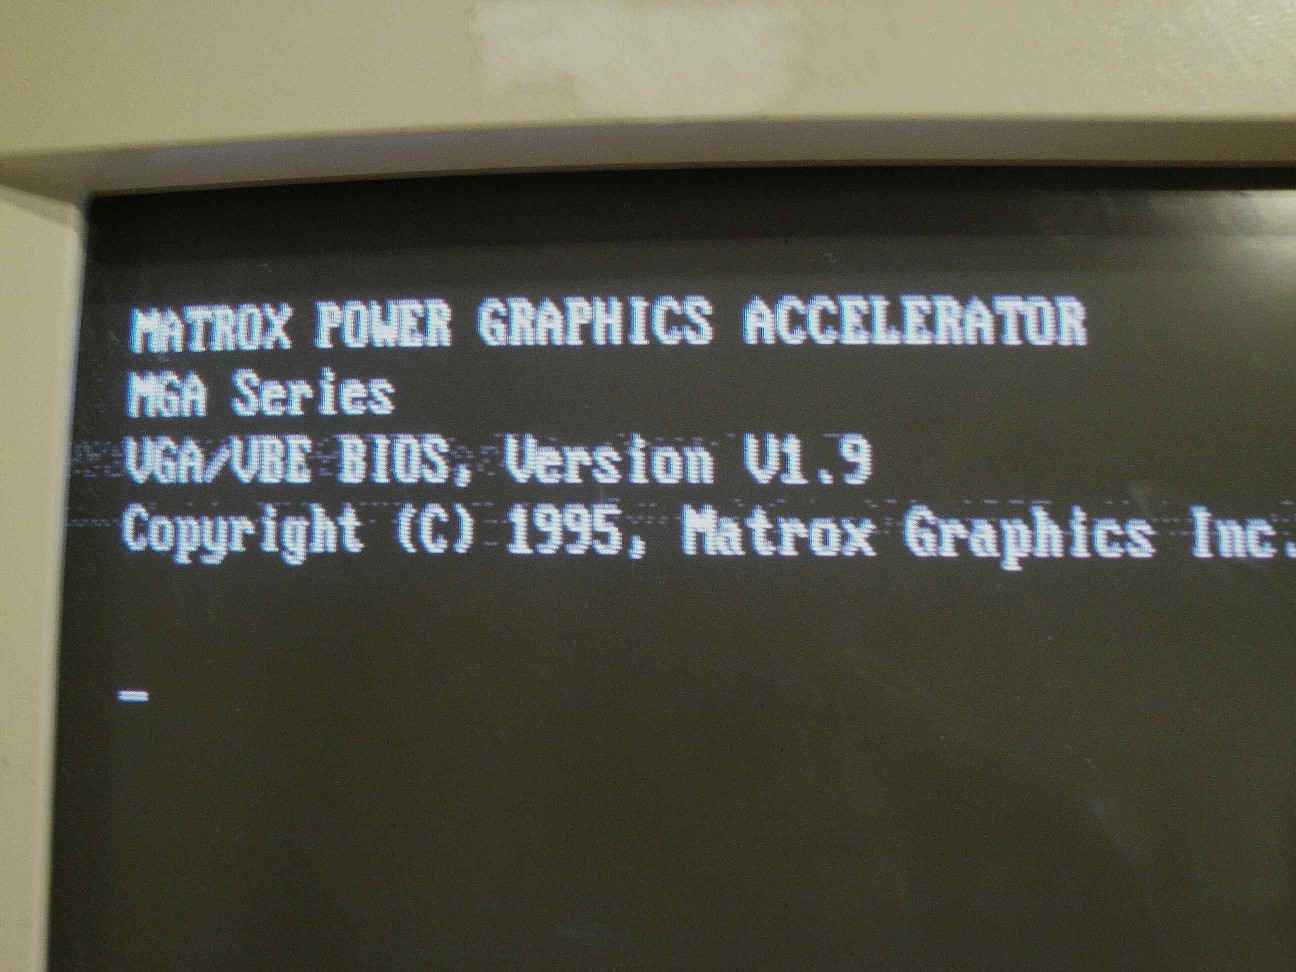 MATROX POWER GRAPHICS ACCELERATOR
MGA Series
VGA/VBE BIOS, Version V1.9
Copyright (C) 1995, Matrox Graphics Inc.
_